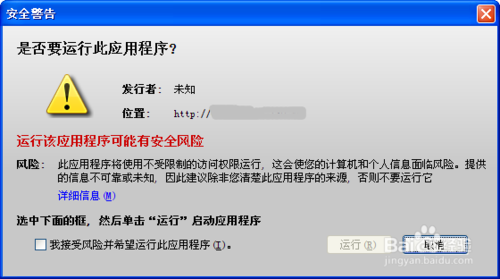 安全警告
是否要运行此应用程序?
发行者: 未知
位置: http://
运行该应用程序可能有安全风险
风险: 此应用程序将使用不受限制的访问权限运行，这会使您的计算机和个人信息面临风险。提供
的信息不可靠或未知，因此建议除非您清楚此应用程序的来源，否则不要运行它
详细信息(M)
选中下面的框，然后单击“运行”启动应用程序
我接受风险并希望运行此应用程序(I)。
运行(R) 取消
Baidu 经验
jingyan.baidu.com